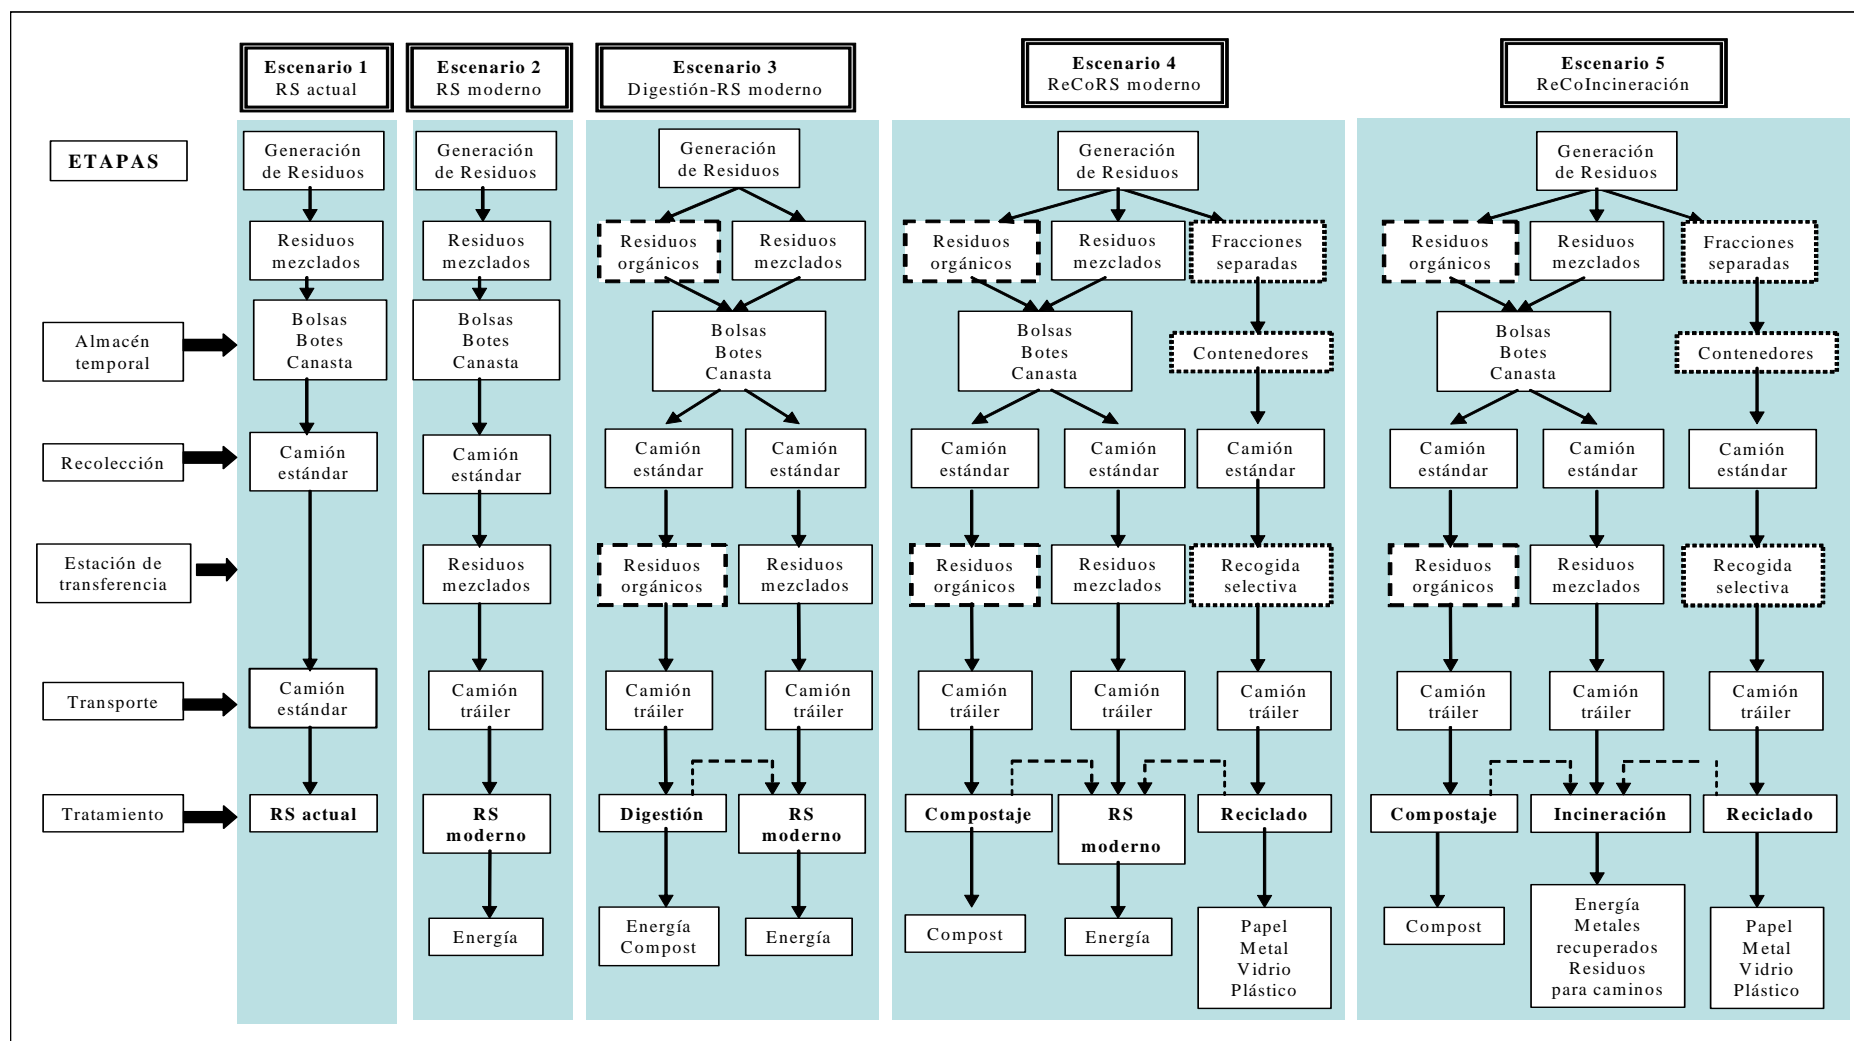 Escenario 1
RS actual
Escenario 2
RS moderno
Escenario 3
Digestión-RS moderno
Escenario 4
ReCoRS moderno
Escenario 5
ReCoIncineración
ETAPAS
Almacén
temporal
Recolección
Estación de
transferencia
Transporte
Tratamiento
Generación
de Residuos
Residuos
mezclados
Bolsas
Botes
Canasta
Camión
estándar
Camión
estándar
RS actual
Generación
de Residuos
Residuos
mezclados
Bolsas
Botes
Canasta
Camión
estándar
Residuos
mezclados
Camión
tráiler
RS
moderno
Energía
Generación
de Residuos
Residuos
orgánicos
Residuos
mezclados
Bolsas
Botes
Canasta
Camión
estándar
Camión
estándar
Residuos
orgánicos
Residuos
mezclados
Camión
tráiler
Camión
tráiler
Digestión
RS
moderno
Energía
Compost
Energía
Generación
de Residuos
Residuos
orgánicos
Residuos
mezclados
Fracciones
separadas
Bolsas
Botes
Canasta
Contenedores
Camión
estándar
Camión
estándar
Camión
estándar
Residuos
orgánicos
Residuos
mezclados
Recogida
selectiva
Camión
tráiler
Camión
tráiler
Camión
tráiler
Compostaje
RS
moderno
Reciclado
Compost
Energía
Papel
Metal
Vidrio
Plástico
Generación
de Residuos
Residuos
orgánicos
Residuos
mezclados
Fracciones
separadas
Bolsas
Botes
Canasta
Contenedores
Camión
estándar
Camión
estándar
Camión
estándar
Residuos
orgánicos
Residuos
mezclados
Recogida
selectiva
Camión
tráiler
Camión
tráiler
Camión
tráiler
Compostaje
Incineración
Reciclado
Compost
Energía
Metales
recuperados
Residuos
para caminos
Papel
Metal
Vidrio
Plástico